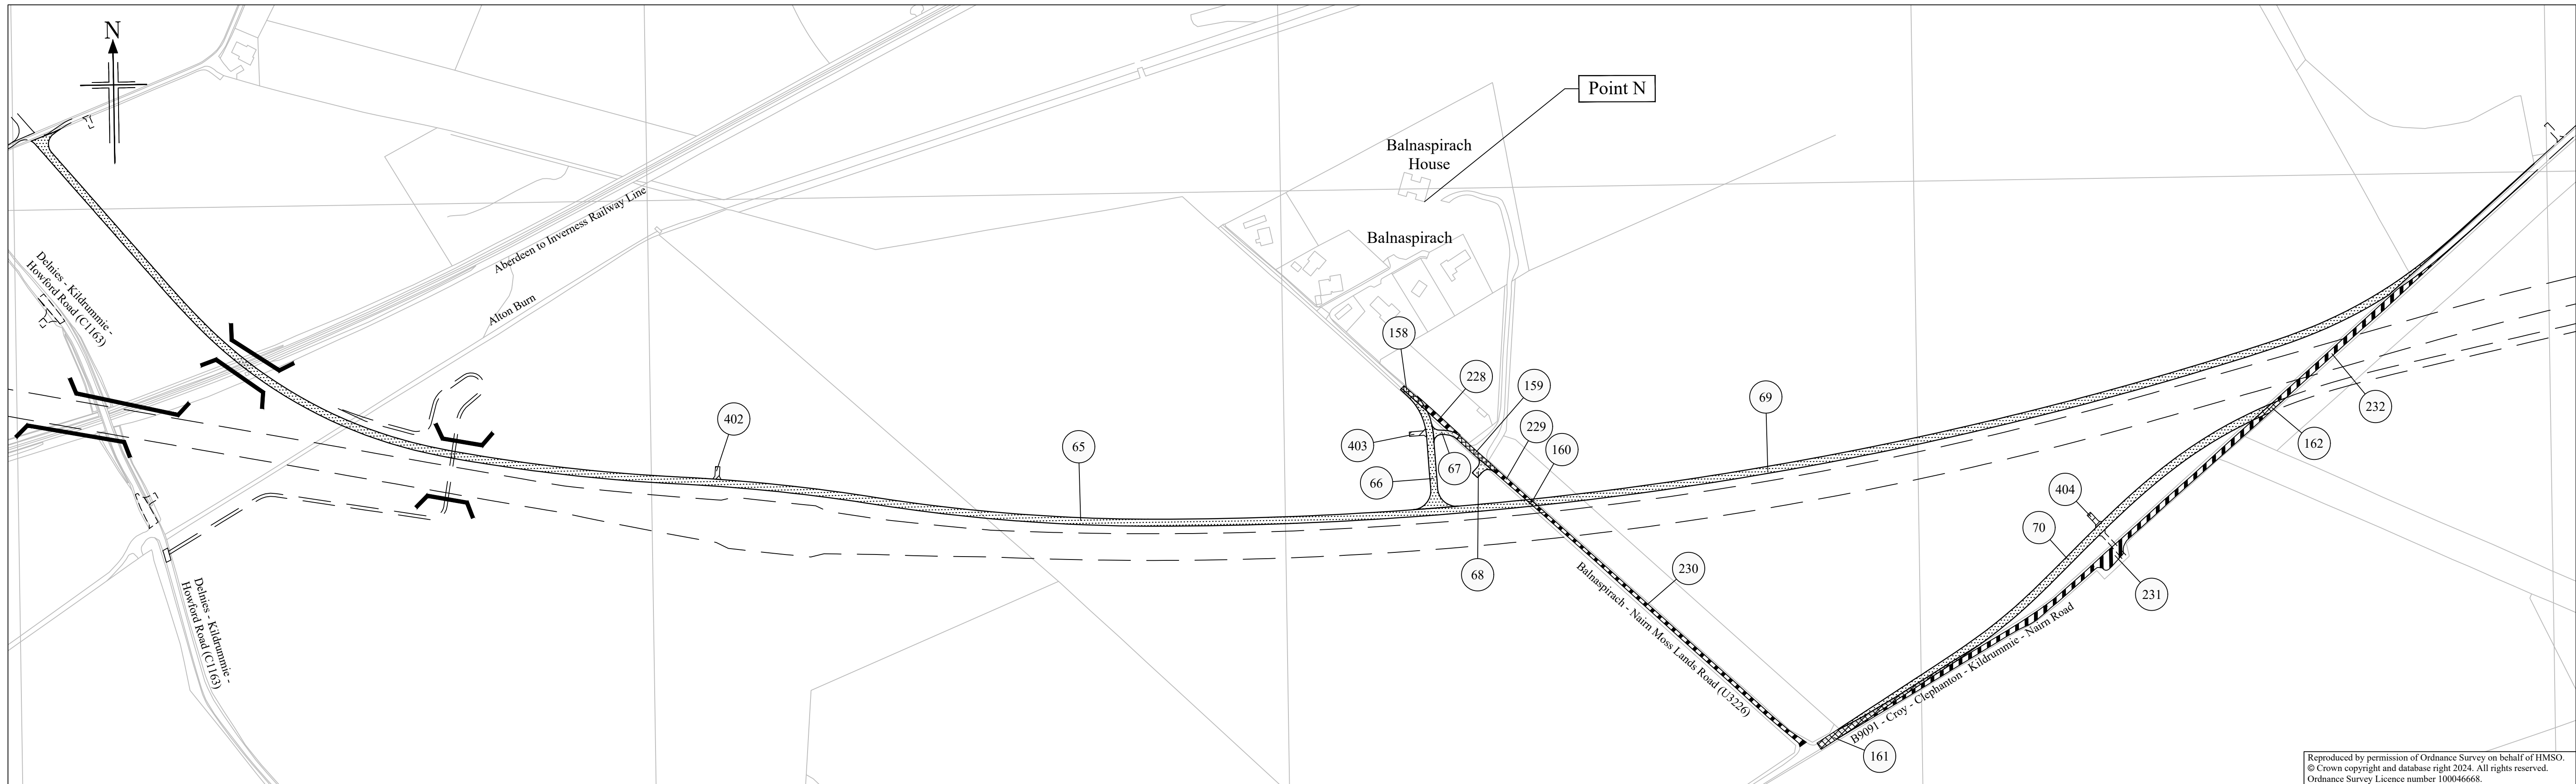 N
Point N
Balnaspirach
House
Balnaspirach
Aberdeen to Inverness Railway Line
Alton Burn
Delnies - Kildrummie -
Howford Road (C1163)
158
228
159
229
160
69
232
162
402
65
403
67
66
68
404
70
231
230
Balnaspirach - Nairn Moss Lands Road (U3226)
B9091 - Croy - Clephanton - Kildrummie - Nairn Road
161
Delnies - Kildrummie -
Howford Road (C1163)
Reproduced by permission of Ordnance Survey on behalf of HMSO.
© Crown copyright and database right 2024. All rights reserved.
Ordnance Survey Licence number 100046668.